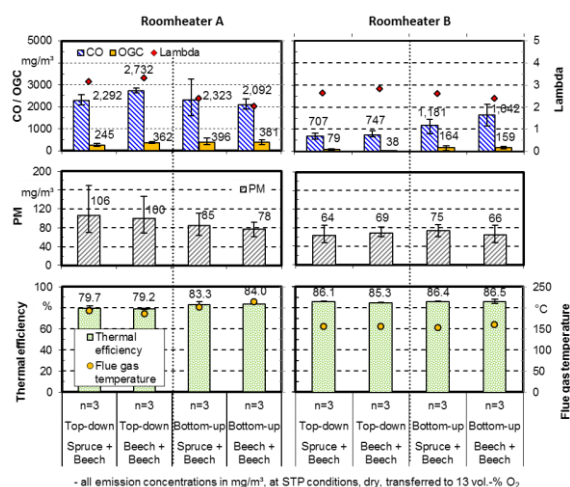 Roomheater A Roomheater B
CO OGC Lambda
5000
mg/m³
4000
3000
2000
1000
0
CO / OGC
2,292 2,732 2,323 2,092
245 362 396 381
707 747 1,181 1,642
79 38 164 159
5
4
3
2
1
0
Lambda
200
mg/m³
160
120
80
40
0
PM
PM
106 100 85 78
64 69 75 66
100
%
80
60
40
20
0
Thermal efficiency
79.7 79.2 83.3 84.0
86.1 85.3 86.4 86.5
Thermal
efficiency
Flue gas
temperature
250
°C
200
150
100
50
0
Flue gas temperature
n=3 n=3 n=3 n=3 n=3 n=3 n=3 n=3
Top-down Top-down Bottom-up Bottom-up Top-down Top-down Bottom-up Bottom-up
Spruce + Beech + Spruce + Beech + Spruce + Beech + Spruce + Beech +
Beech Beech Beech Beech Beech Beech Beech Beech
- all emission concentrations in mg/m³, at STP conditions, dry, transferred to 13 vol.-% O₂